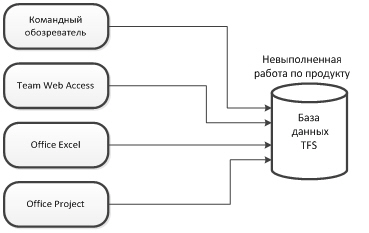 Командный
обозреватель
Team Web Access
Office Excel
Office Project
Невыполненная
работа по продукту
База
данных
TFS